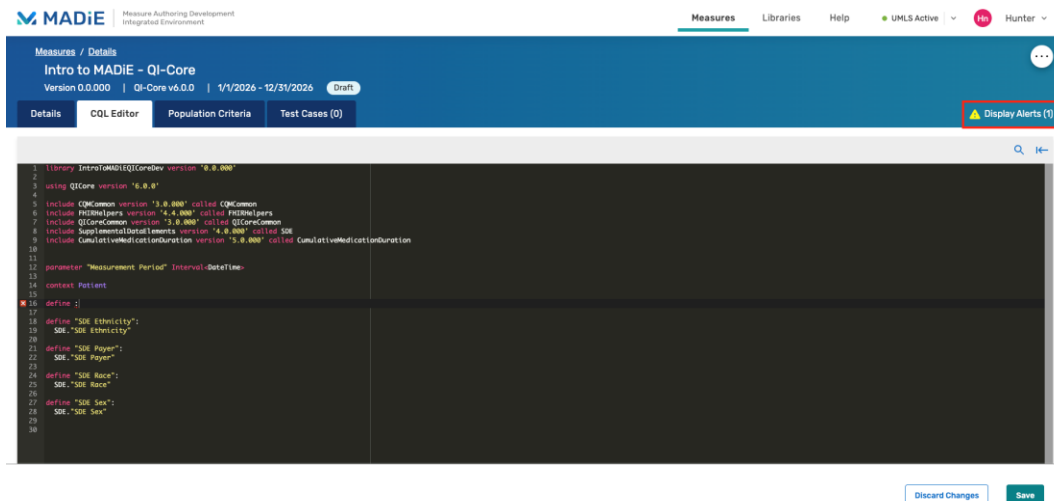 MADiE Measure Authoring Development Integrated Environment
Measures Libraries Help UMLS Active Hn Hunter
Measures / Details
Intro to MADiE - QI-Core
Version 0.0.000 | QI-Core v6.0.0 | 1/1/2026 - 12/31/2026 Draft
Details CQL Editor Population Criteria Test Cases (0) Display Alerts (1)
1 library IntroToMADiEQICoreDev version '0.0.000'
2
3 using QICore version '6.0.0'
4
5 include CQMCommon version '3.0.000' called CQMCommon
6 include FHIRHelpers version '4.4.000' called FHIRHelpers
7 include QICoreCommon version '3.0.000' called QICoreCommon
8 include SupplementalDataElements version '4.0.000' called SDE
9 include CumulativeMedicationDuration version '5.0.000' called CumulativeMedicationDuration
10
11
12 parameter "Measurement Period" Interval<DateTime>
13
14 context Patient
15
16 define :
17
18 define "SDE Ethnicity":
19 SDE."SDE Ethnicity"
20
21 define "SDE Payer":
22 SDE."SDE Payer"
23
24 define "SDE Race":
25 SDE."SDE Race"
26
27 define "SDE Sex":
28 SDE."SDE Sex"
29
30
Discard Changes Save